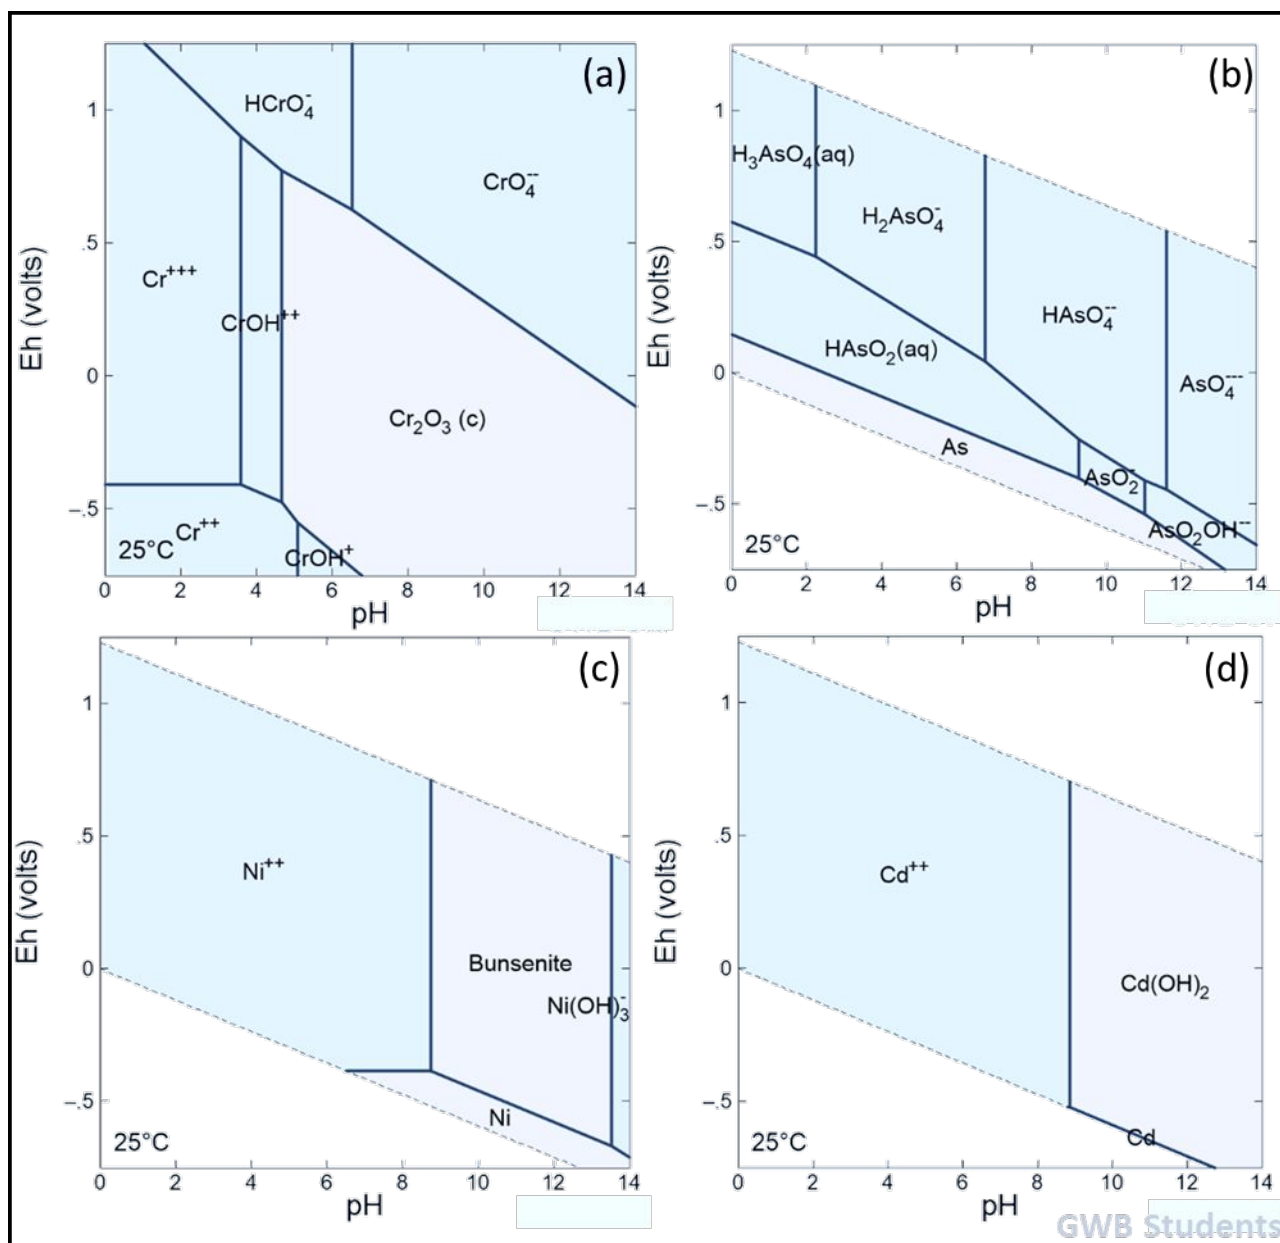 (a)
HCrO₄⁻
CrO₄⁻⁻
Cr⁺⁺⁺
CrOH⁺⁺
Cr₂O₃ (c)
Cr⁺⁺
CrOH⁺
25°C
Eh (volts)
1
.5
0
–.5
0 2 4 6 8 10 12 14
pH
(b)
H₃AsO₄(aq)
H₂AsO₄⁻
HAsO₄⁻⁻
AsO₄⁻⁻⁻
HAsO₂(aq)
As
AsO₂⁻
AsO₂OH⁻⁻
25°C
Eh (volts)
1
.5
0
–.5
0 2 4 6 8 10 12 14
pH
(c)
Ni⁺⁺
Bunsenite
Ni(OH)₃⁻
Ni
25°C
Eh (volts)
1
.5
0
–.5
0 2 4 6 8 10 12 14
pH
(d)
Cd⁺⁺
Cd(OH)₂
Cd
25°C
Eh (volts)
1
.5
0
–.5
0 2 4 6 8 10 12 14
pH
GWB Students